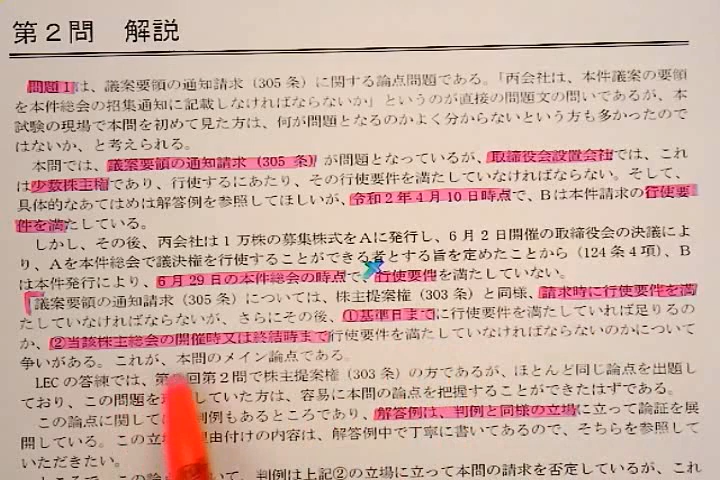 第2問 解説
問題1は、議案要領の通知請求(305条)に関する論点問題である。「丙会社は、本件議案の要領
を本件総会の招集通知に記載しなければならないか」というのが直接の問題文の問いであるが、本
試験の現場で本問を初めて見た方は、何が問題となるのかよく分からないという方も多かったので
はないか、と考えられる。
本問では、議案要領の通知請求(305条)が問題となっているが、取締役会設置会社では、これ
は少数株主権であり、行使するにあたり、その行使要件を満たしていなければならない。そして、
具体的なあてはめは解答例を参照してほしいが、令和2年4月10日時点で、Bは本件請求の行使要
件を満たしている。
しかし、その後、丙会社は1万株の募集株式をAに発行し、6月2日開催の取締役会の決議によ
り、Aを本件総会で議決権を行使することができる者とする旨を定めたことから(124条4項)、B
は本件発行により、6月29日の本件総会の時点で、行使要件を満たしていない。
議案要領の通知請求(305条)については、株主提案権(303条)と同様、請求時に行使要件を満
たしていなければならないが、さらにその後、①基準日までに行使要件を満たしていれば足りるの
か、②当該株主総会の開催時又は終結時まで行使要件を満たしていなければならないのかについて
争いがある。これが、本問のメイン論点である。
LECの答練では、第 回第2問で株主提案権(303条)の方であるが、ほとんど同じ論点を出題し
ており、この問題を していた方は、容易に本問の論点を把握することができたはずである。
この論点に関して 判例もあるところであり、解答例は、判例と同様の立場に立って論証を展
開している。この立 由付けの内容は、解答例中で丁寧に書いてあるので、そちらを参照して
いただきたい。
ところで、この論 いて、判例は上記②の立場に立って本問の請求を否定しているが、これ